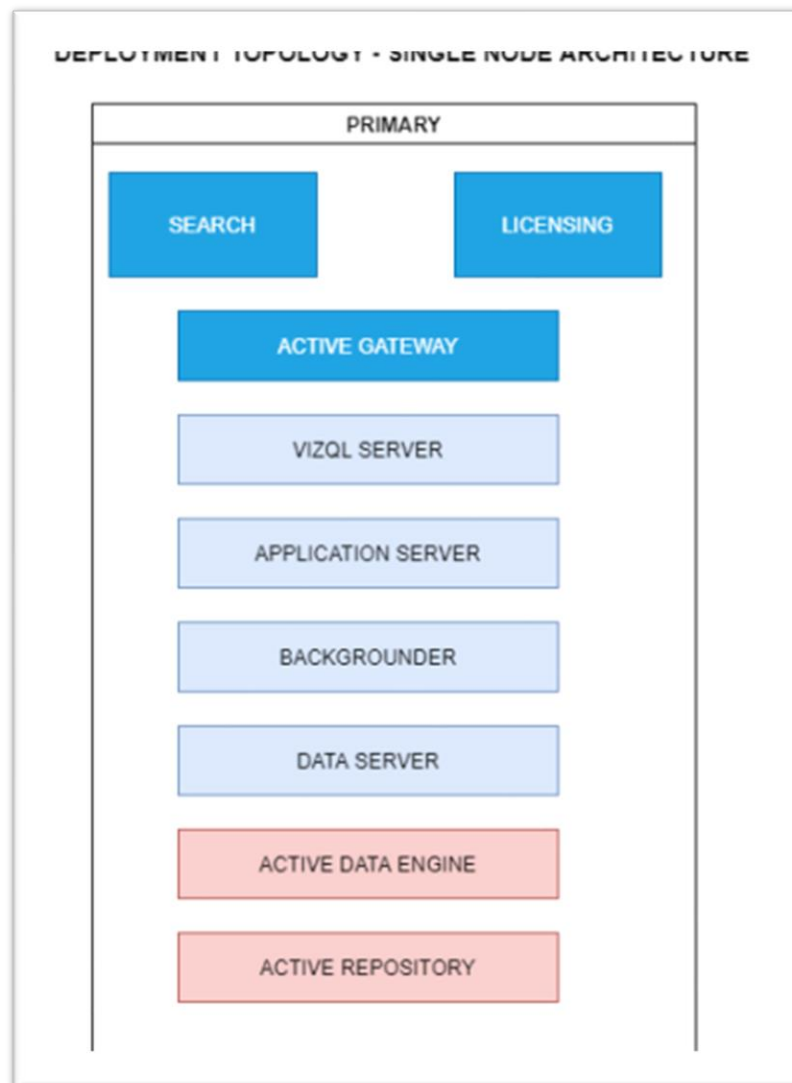 DEPLOYMENT TOPOLOGY - SINGLE NODE ARCHITECTURE
PRIMARY
SEARCH LICENSING
ACTIVE GATEWAY
VIZQL SERVER
APPLICATION SERVER
BACKGROUNDER
DATA SERVER
ACTIVE DATA ENGINE
ACTIVE REPOSITORY